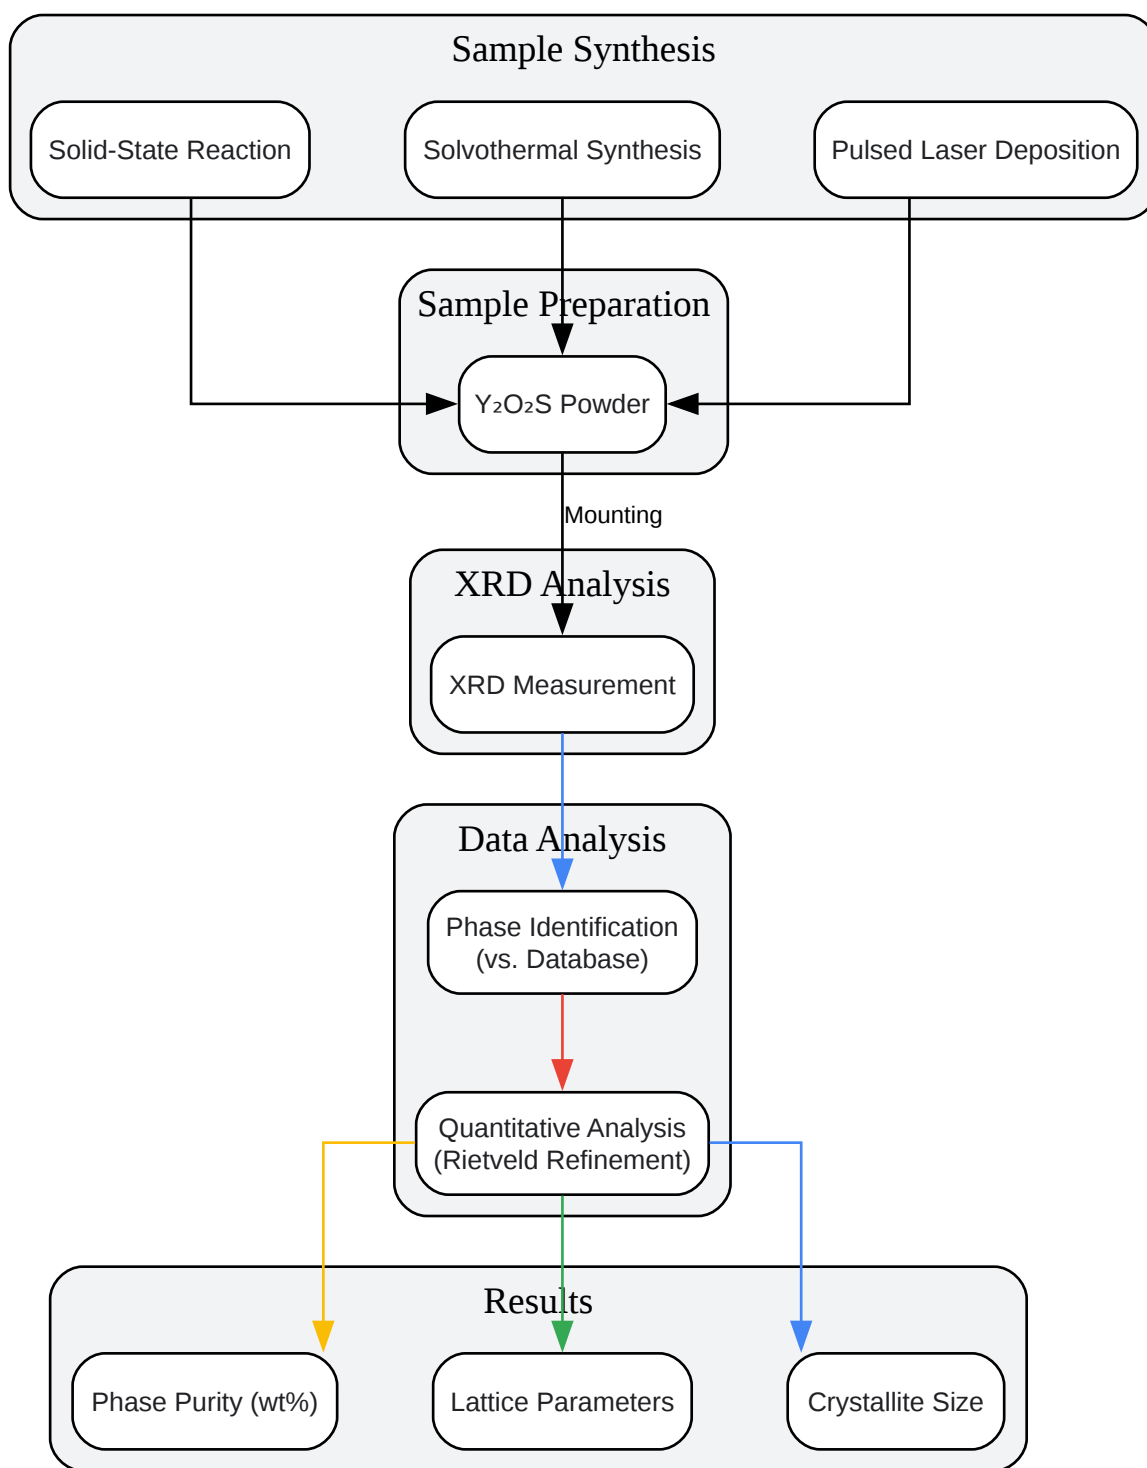 Sample Synthesis
Solid-State Reaction
Solvothermal Synthesis
Pulsed Laser Deposition
Sample Preparation
Y₂O₂S Powder
Mounting
XRD Analysis
XRD Measurement
Data Analysis
Phase Identification
(vs. Database)
Quantitative Analysis
(Rietveld Refinement)
Results
Phase Purity (wt%)
Lattice Parameters
Crystallite Size